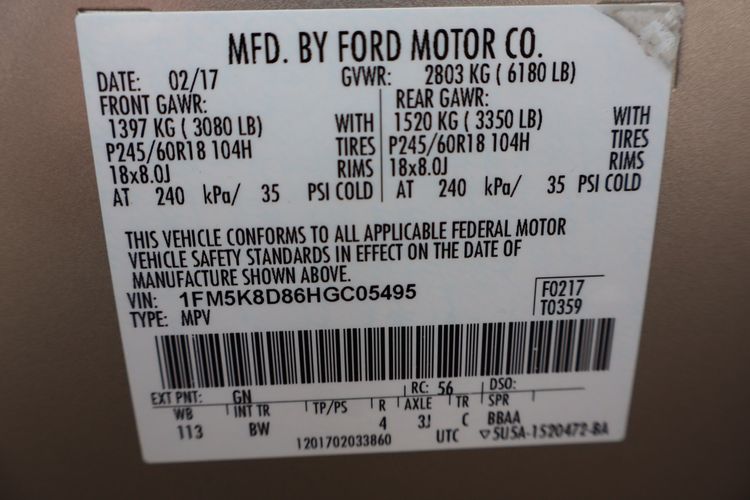 MFD. BY FORD MOTOR CO.
DATE: 02/17 GVWR: 2803 KG ( 6180 LB)
FRONT GAWR: REAR GAWR:
1397 KG ( 3080 LB) WITH 1520 KG ( 3350 LB) WITH
P245/60R18 104H TIRES P245/60R18 104H TIRES
18x8.0J RIMS 18x8.0J RIMS
AT 240 kPa/ 35 PSI COLD AT 240 kPa/ 35 PSI COLD
THIS VEHICLE CONFORMS TO ALL APPLICABLE FEDERAL MOTOR
VEHICLE SAFETY STANDARDS IN EFFECT ON THE DATE OF
MANUFACTURE SHOWN ABOVE.
VIN: 1FM5K8D86HGC05495 F0217
TYPE: MPV T0359
EXT PNT: GN RC: 56 DSO:
WB INT TR TP/PS R AXLE TR SPR
113 BW 4 3J C BBAA
1201702033860 UTC ▽5U5A-1520472-BA